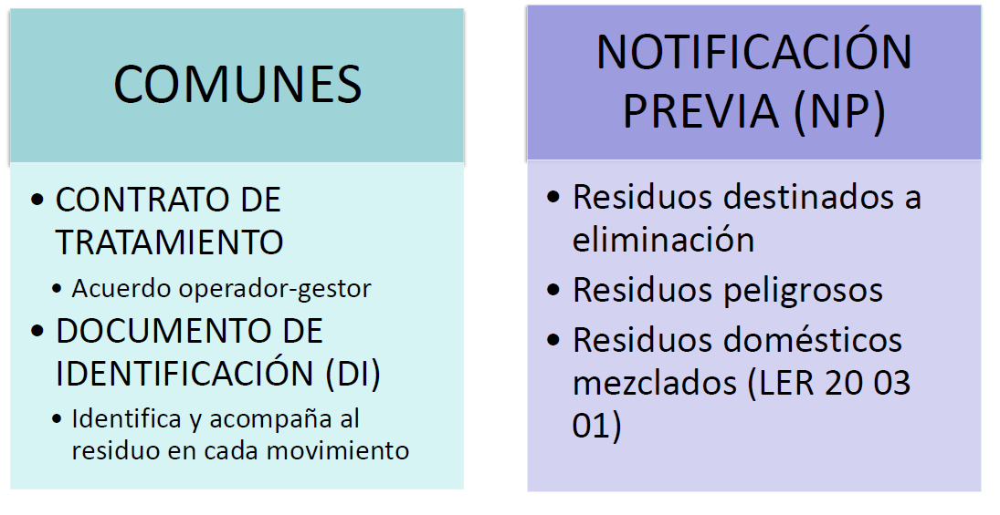 COMUNES
• CONTRATO DE
TRATAMIENTO
• Acuerdo operador-gestor
• DOCUMENTO DE
IDENTIFICACIÓN (DI)
• Identifica y acompaña al
residuo en cada movimiento
NOTIFICACIÓN
PREVIA (NP)
• Residuos destinados a
eliminación
• Residuos peligrosos
• Residuos domésticos
mezclados (LER 20 03
01)